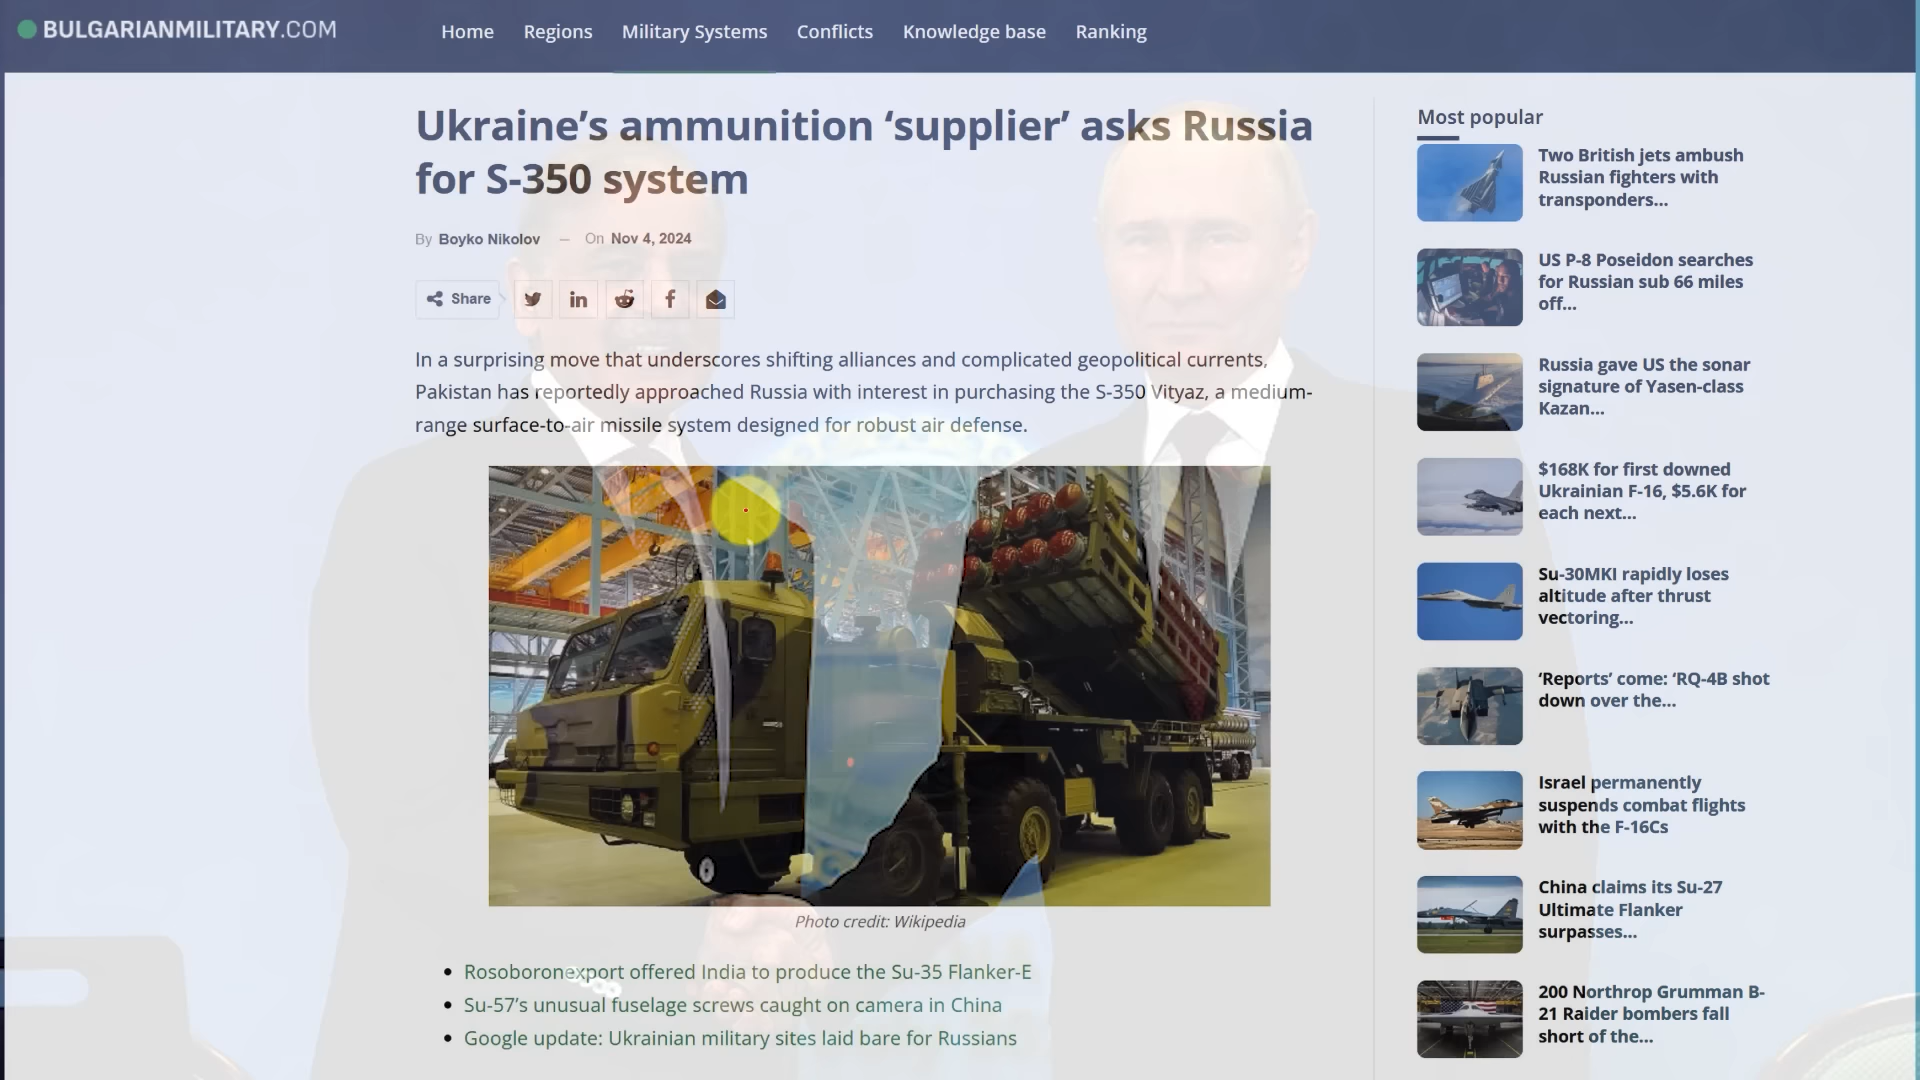 BULGARIANMILITARY.COM
Home Regions Military Systems Conflicts Knowledge base Ranking
Ukraine’s ammunition ‘supplier’ asks Russia
for S-350 system
By Boyko Nikolov — On Nov 4, 2024
Share
In a surprising move that underscores shifting alliances and complicated geopolitical currents,
Pakistan has reportedly approached Russia with interest in purchasing the S-350 Vityaz, a medium-
range surface-to-air missile system designed for robust air defense.
Photo credit: Wikipedia
• Rosoboronexport offered India to produce the Su-35 Flanker-E
• Su-57’s unusual fuselage screws caught on camera in China
• Google update: Ukrainian military sites laid bare for Russians
Most popular
Two British jets ambush
Russian fighters with
transponders...
US P-8 Poseidon searches
for Russian sub 66 miles
off...
Russia gave US the sonar
signature of Yasen-class
Kazan...
$168K for first downed
Ukrainian F-16, $5.6K for
each next...
Su-30MKI rapidly loses
altitude after thrust
vectoring...
‘Reports’ come: ‘RQ-4B shot
down over the...
Israel permanently
suspends combat flights
with the F-16Cs
China claims its Su-27
Ultimate Flanker
surpasses...
200 Northrop Grumman B-
21 Raider bombers fall
short of the...